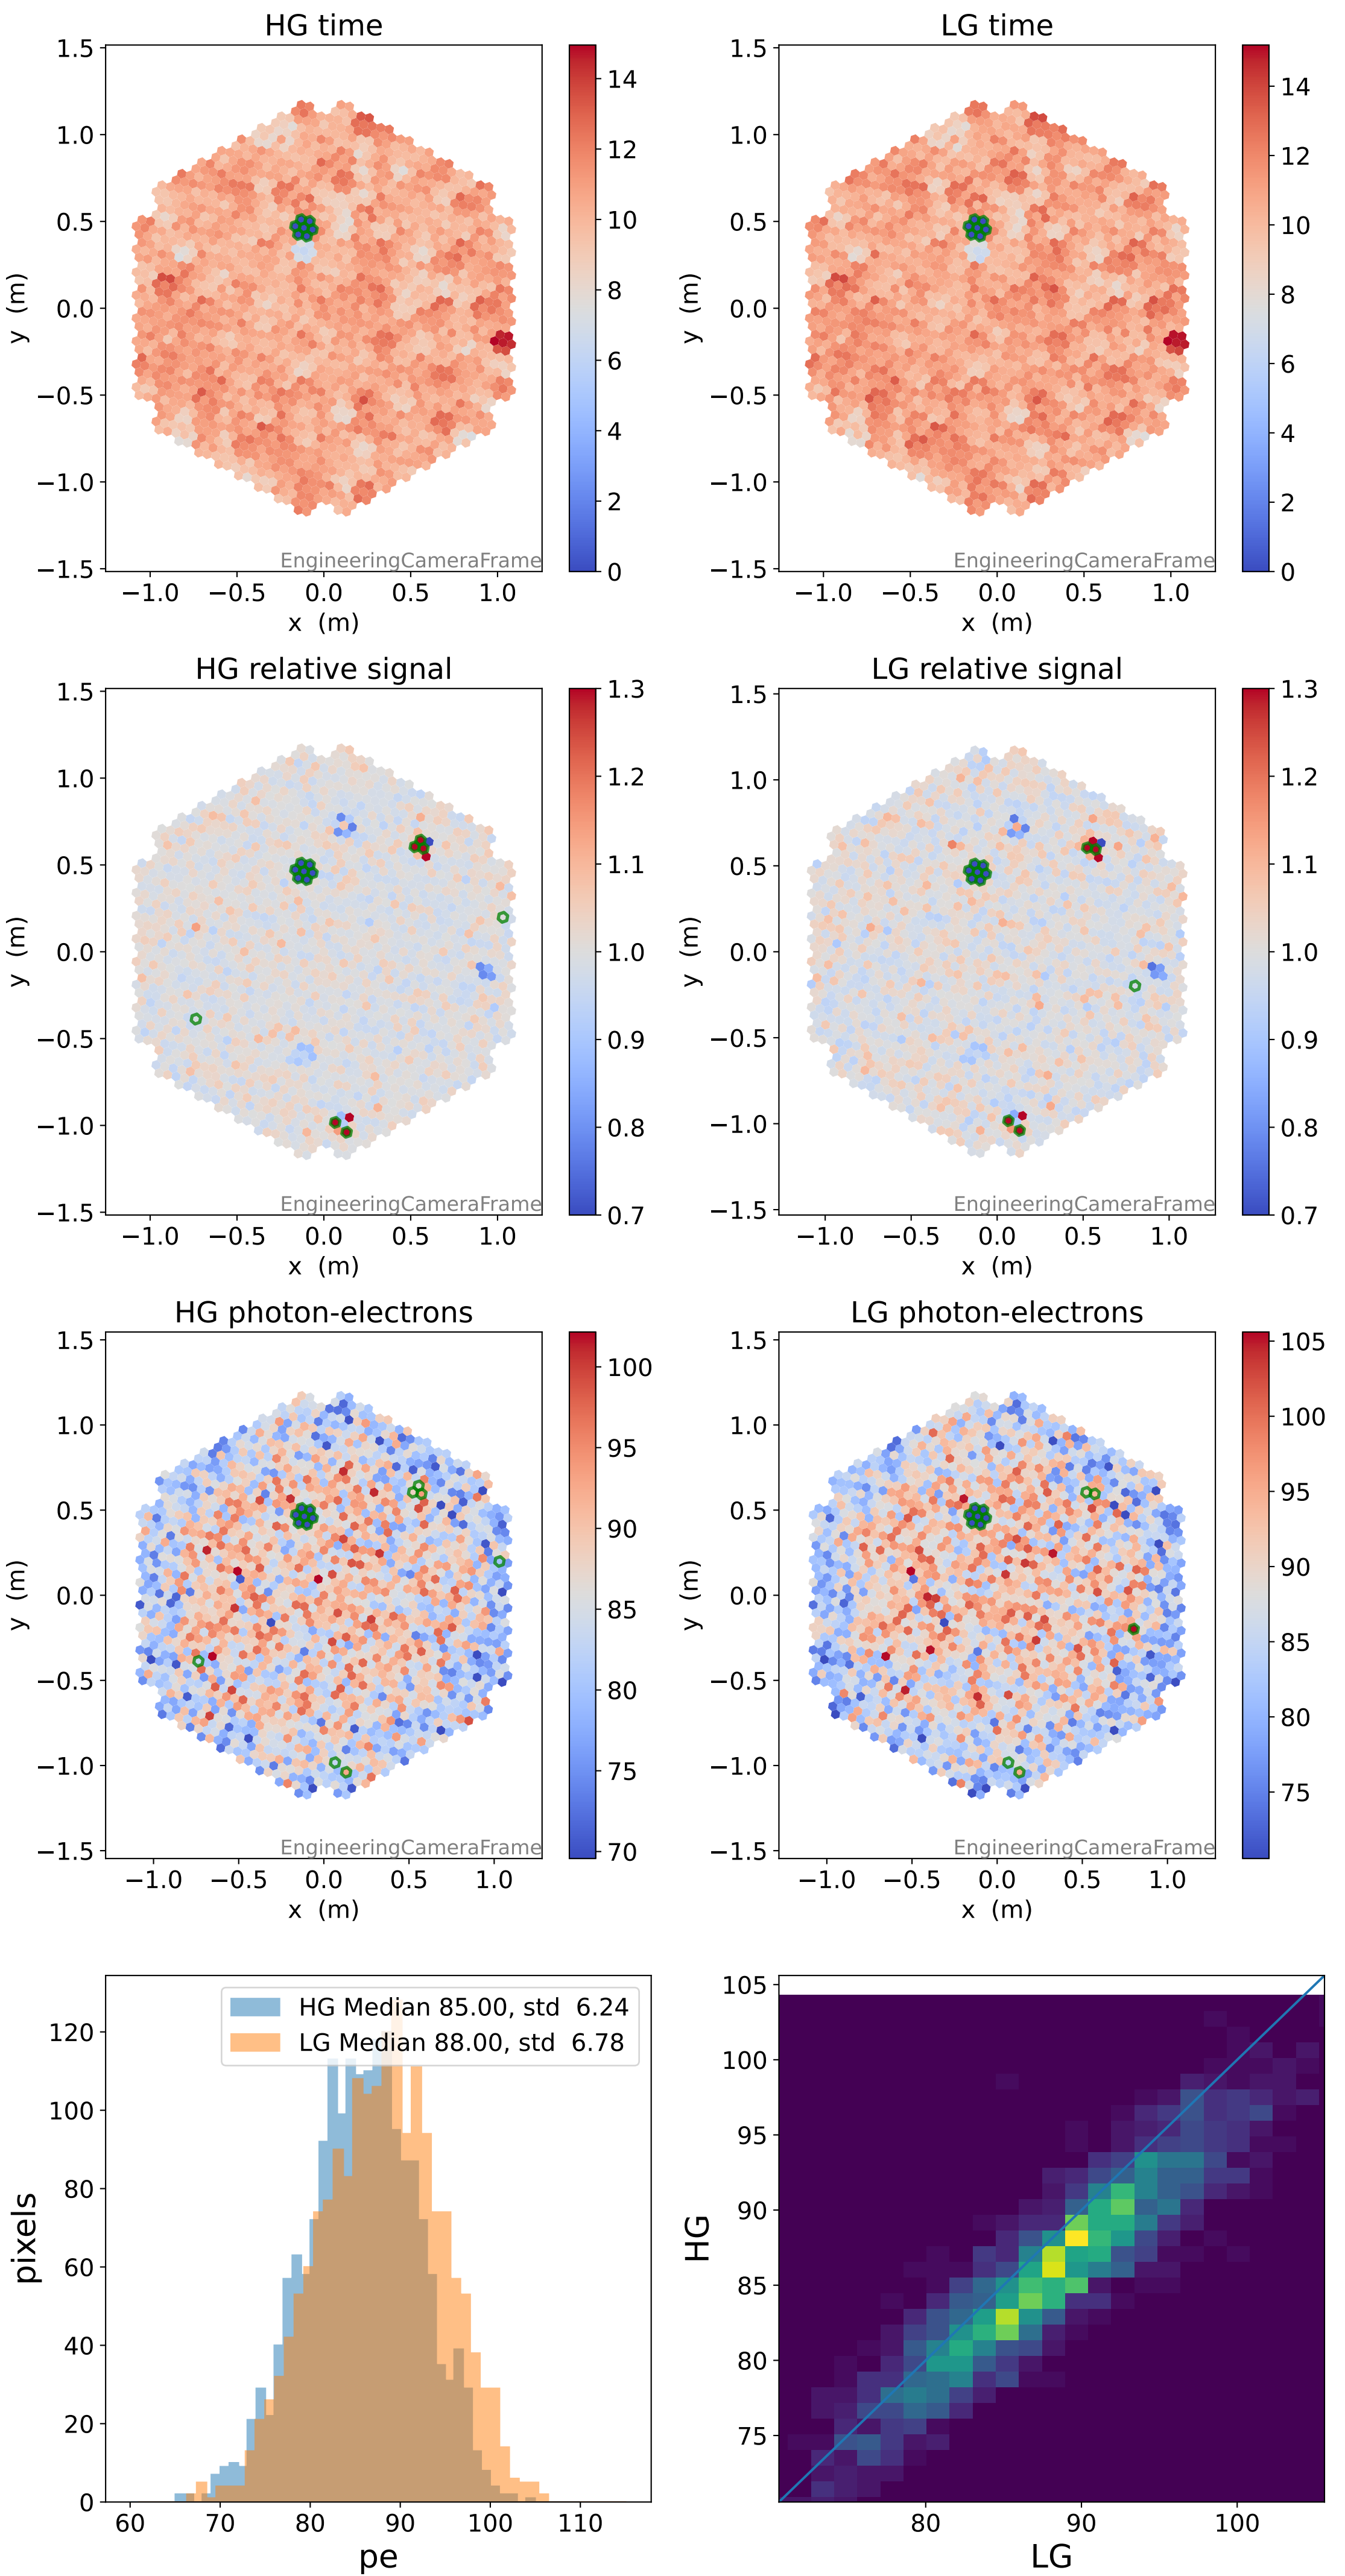 HG time
1.5
1.0
0.5
0.0
−0.5
−1.0
−1.5
y (m)
−1.0 −0.5 0.0 0.5 1.0
x (m)
EngineeringCameraFrame
14
12
10
8
6
4
2
0
LG time
1.5
1.0
0.5
0.0
−0.5
−1.0
−1.5
y (m)
−1.0 −0.5 0.0 0.5 1.0
x (m)
EngineeringCameraFrame
14
12
10
8
6
4
2
0
HG relative signal
1.5
1.0
0.5
0.0
−0.5
−1.0
−1.5
y (m)
−1.0 −0.5 0.0 0.5 1.0
x (m)
EngineeringCameraFrame
1.3
1.2
1.1
1.0
0.9
0.8
0.7
LG relative signal
1.5
1.0
0.5
0.0
−0.5
−1.0
−1.5
y (m)
−1.0 −0.5 0.0 0.5 1.0
x (m)
EngineeringCameraFrame
1.3
1.2
1.1
1.0
0.9
0.8
0.7
HG photon-electrons
1.5
1.0
0.5
0.0
−0.5
−1.0
−1.5
y (m)
−1.0 −0.5 0.0 0.5 1.0
x (m)
EngineeringCameraFrame
100
95
90
85
80
75
70
LG photon-electrons
1.5
1.0
0.5
0.0
−0.5
−1.0
−1.5
y (m)
−1.0 −0.5 0.0 0.5 1.0
x (m)
EngineeringCameraFrame
105
100
95
90
85
80
75
HG Median 85.00, std 6.24
LG Median 88.00, std 6.78
120
100
80
60
40
20
0
pixels
60 70 80 90 100 110
pe
105
100
95
90
85
80
75
HG
80 90 100
LG